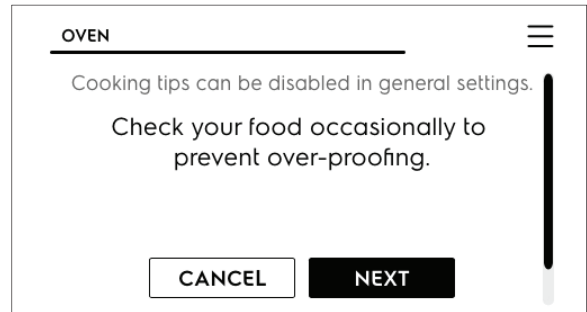 OVEN
Cooking tips can be disabled in general settings.
Check your food occasionally to
prevent over-proofing.
CANCEL
NEXT